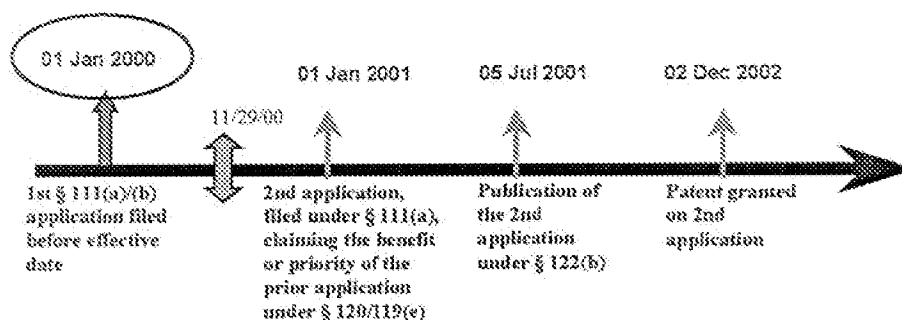 01 Jan 2000
01 Jan 2001
05 Jul 2001
02 Dec 2002
11/29/00
1st § 111(a)/(b)
application filed
before effective
date
2nd application,
filed under § 111(a),
claiming the benefit
or priority of the
prior application
under § 120/119(e)
Publication of
the 2nd
application
under § 122(b)
Patent granted
on 2nd
application